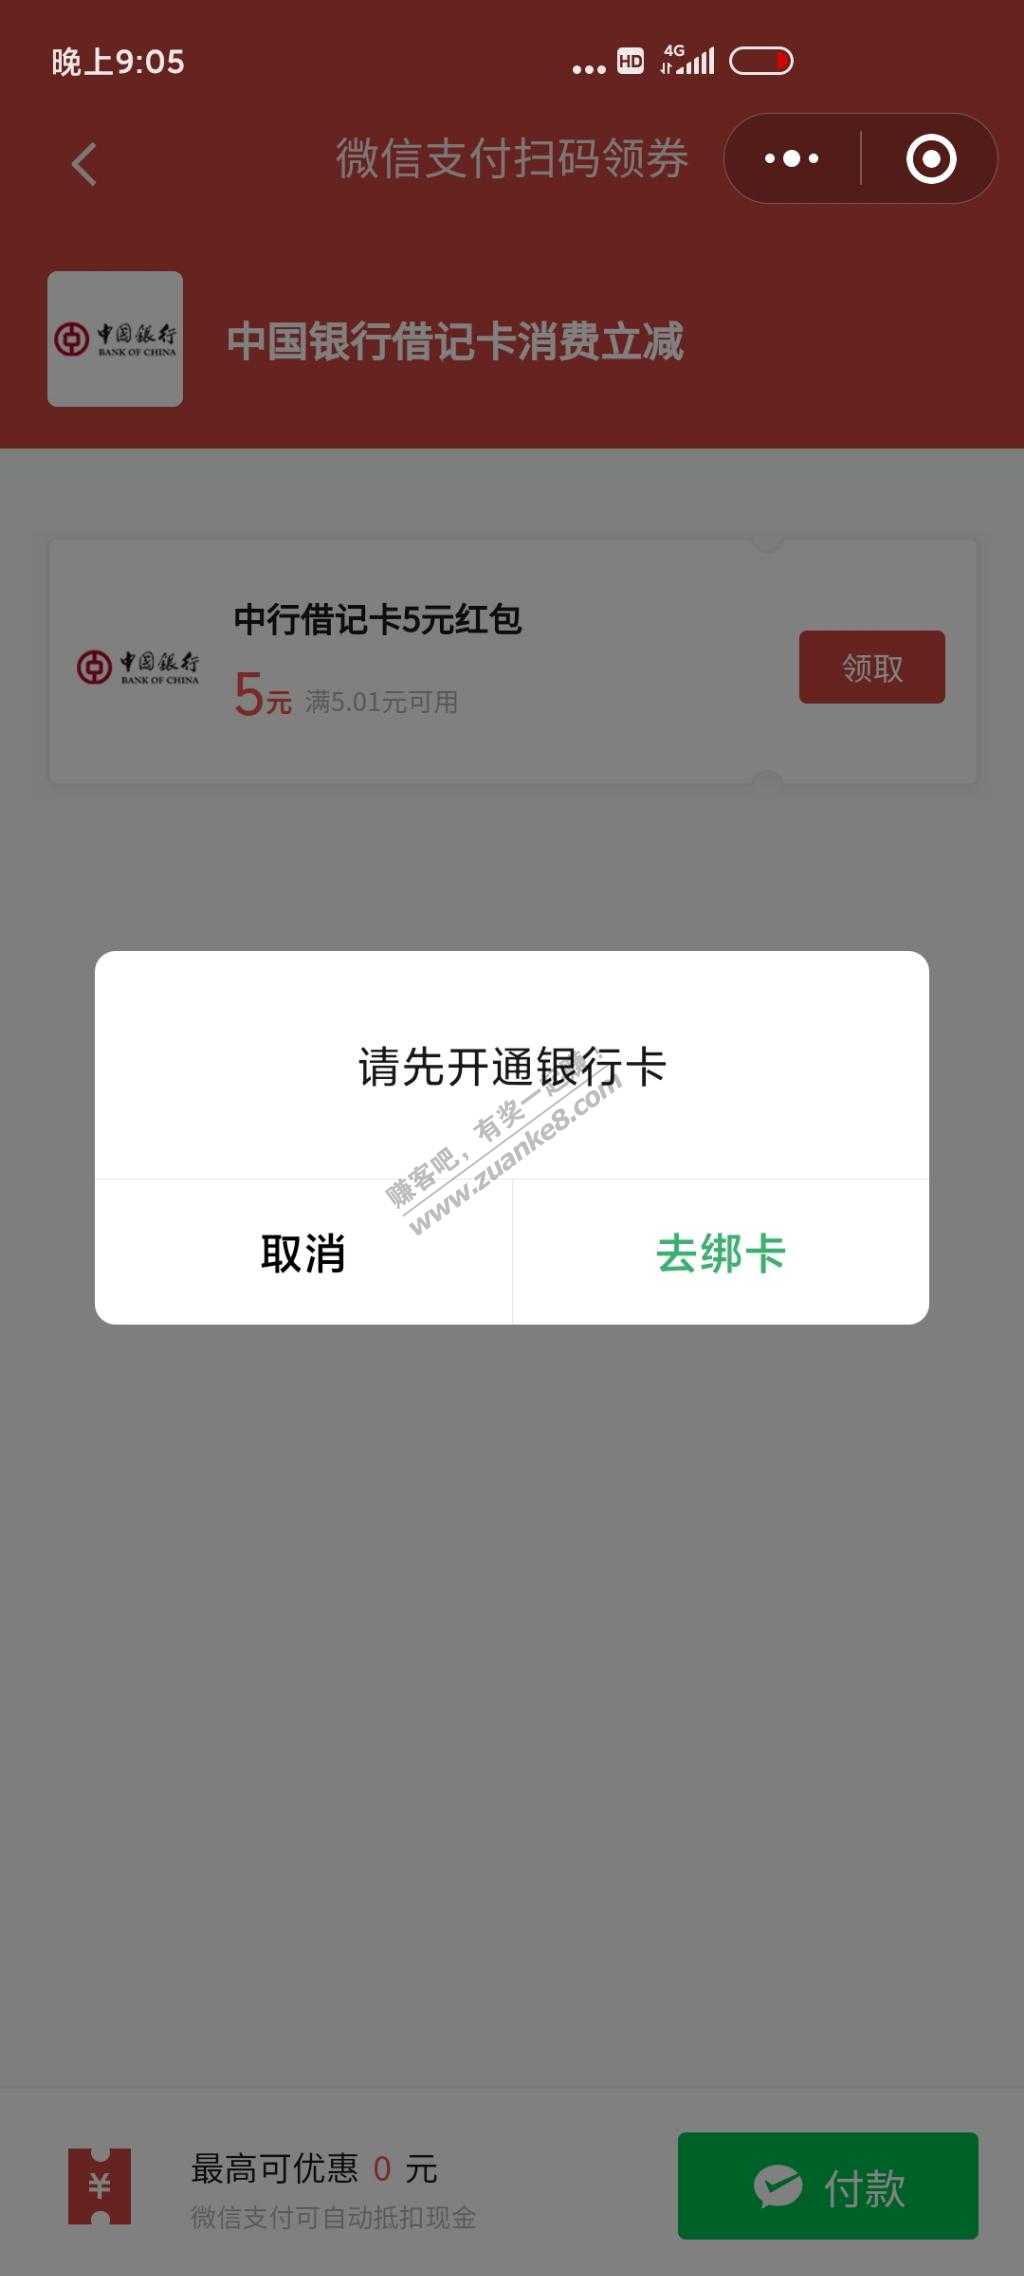 晚上9:05
HD
4G
微信支付扫码领券
中国银行
BANK OF CHINA
中国银行借记卡消费立减
中行借记卡5元红包
中国银行
BANK OF CHINA
5元 满5.01元可用
领取
请先开通银行卡
赚客吧，有奖一起赚！
www.zuanke8.com
取消
去绑卡
¥
最高可优惠 0 元
微信支付可自动抵扣现金
付款